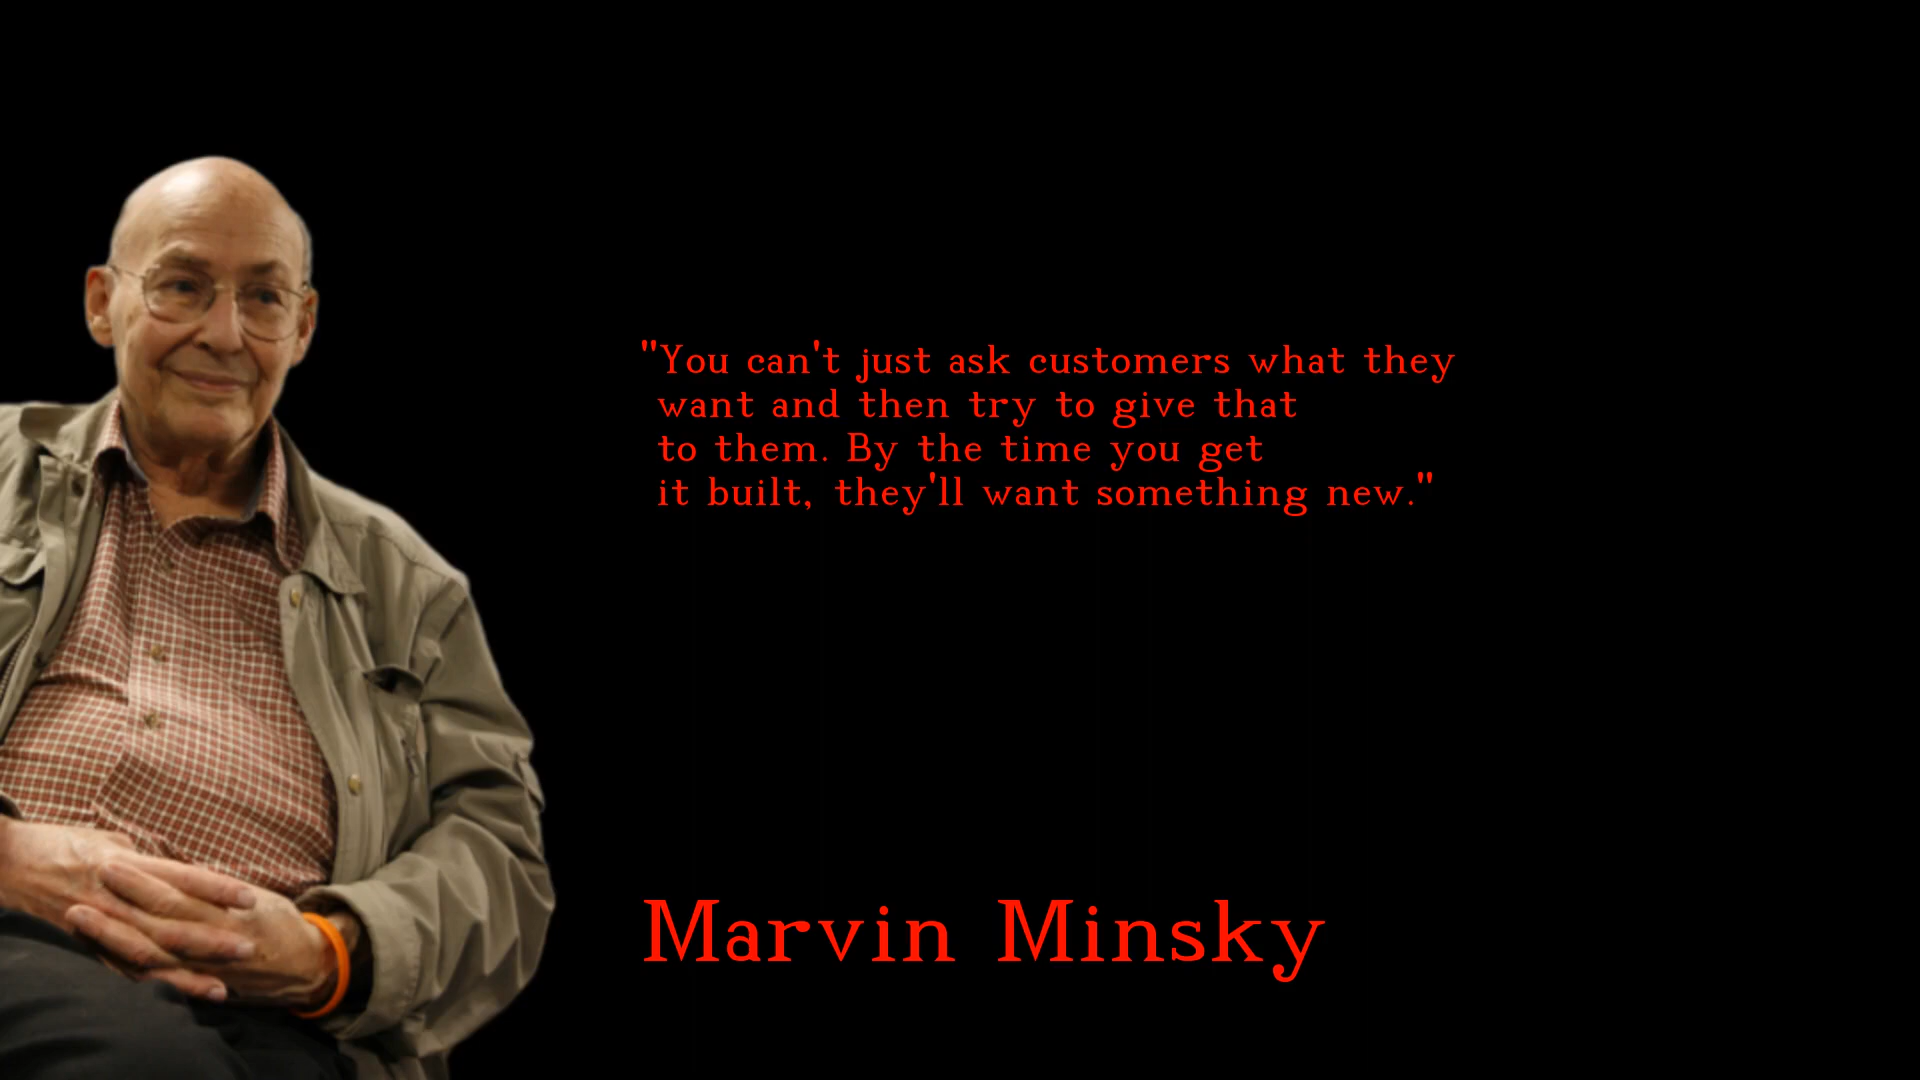 "You can't just ask customers what they
want and then try to give that
to them. By the time you get
it built, they'll want something new."
Marvin Minsky